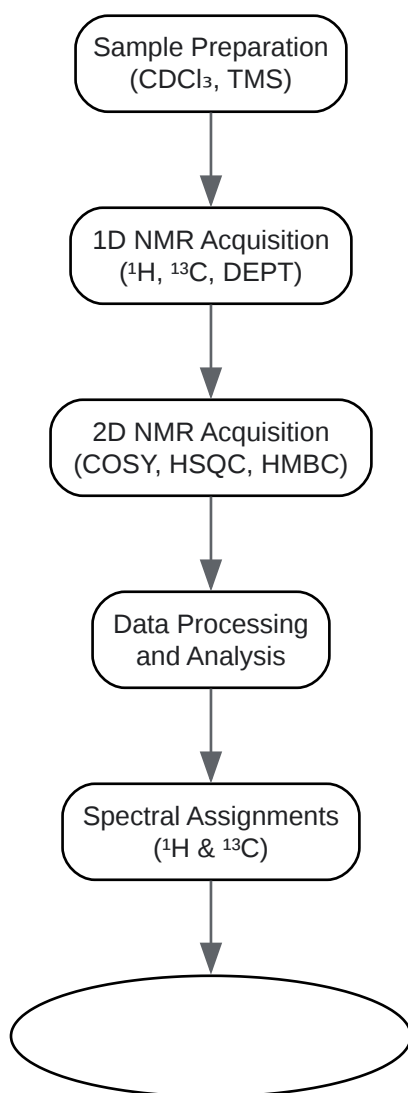 Sample Preparation
(CDCl₃, TMS)
1D NMR Acquisition
(¹H, ¹³C, DEPT)
2D NMR Acquisition
(COSY, HSQC, HMBC)
Data Processing
and Analysis
Spectral Assignments
(¹H & ¹³C)